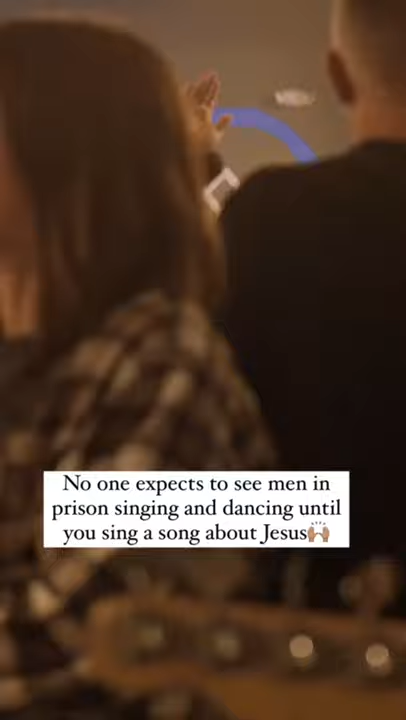 No one expects to see men in
prison singing and dancing until
you sing a song about Jesus🙌🏽